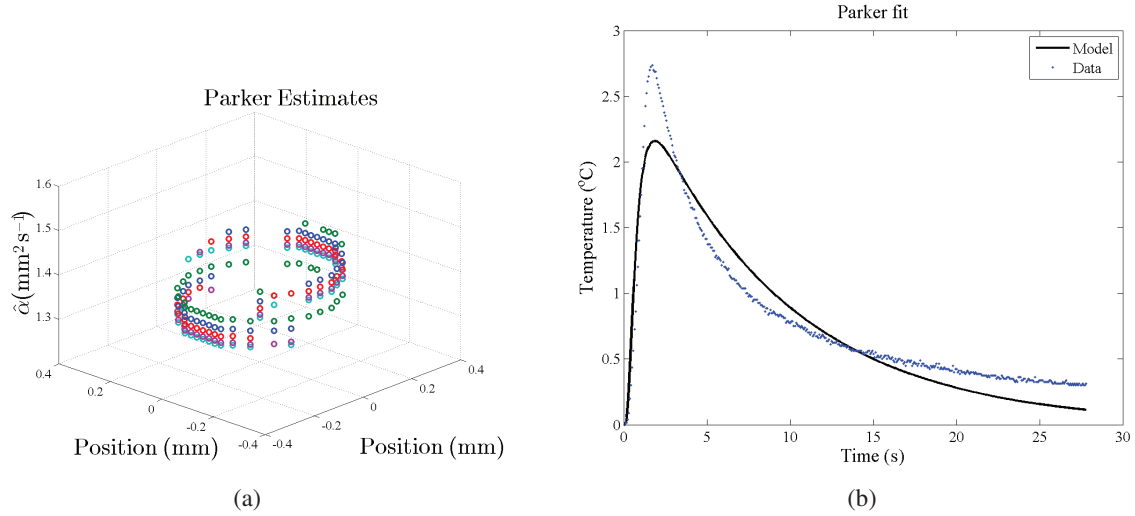 Parker Estimates
1.6
1.5
1.4
1.3
α̂ (mm² s⁻¹)
0.4
0.2
0
-0.2
-0.4
Position (mm)
-0.4
-0.2
0
0.2
0.4
Position (mm)
(a)
Parker fit
Model
Data
3
2.5
2
1.5
1
0.5
0
Temperature (°C)
0
5
10
15
20
25
30
Time (s)
(b)